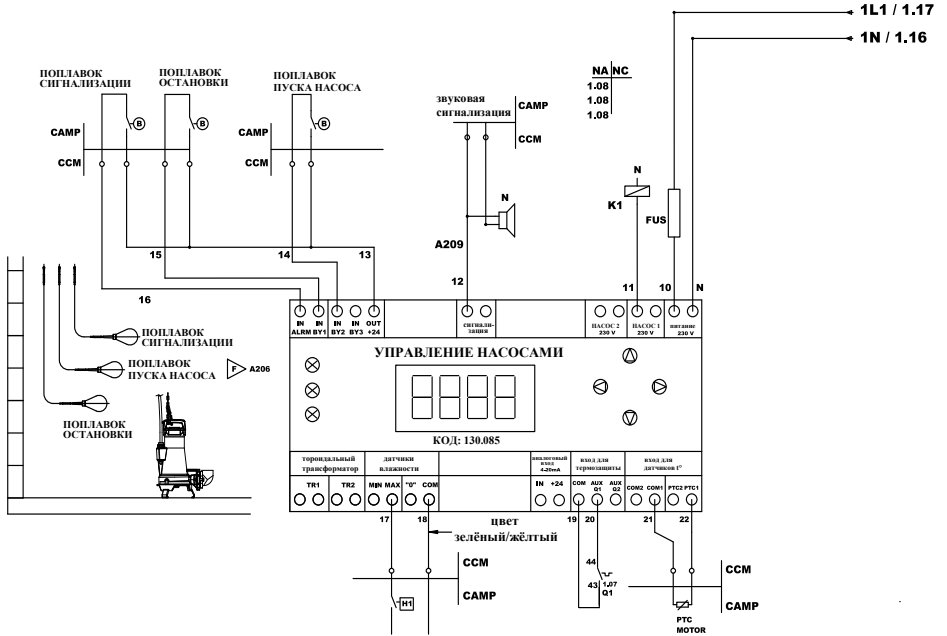 1L1 / 1.17
1N / 1.16
ПОПЛАВОК
СИГНАЛИЗАЦИИ
ПОПЛАВОК
ОСТАНОВКИ
ПОПЛАВОК
ПУСКА НАСОСА
B
B
B
CAMP
CCM
CAMP
CCM
звуковая
сигнализация
CAMP
CCM
N
A209
NA NC
1.08
1.08
1.08
N
K1
FUS
16
15
14
13
12
11
10
N
IN
ALRM
IN
BY1
IN
BY2
IN
BY3
OUT
+24
сигнали-
зация
НАСОС 2
230 V
НАСОС 1
230 V
питание
230 V
ПОПЛАВОК
СИГНАЛИЗАЦИИ
ПОПЛАВОК
ПУСКА НАСОСА
F
A206
ПОПЛАВОК
ОСТАНОВКИ
УПРАВЛЕНИЕ НАСОСАМИ
КОД: 130.085
тороидальный
трансформатор
датчики
влажности
аналоговый
вход
4-20mA
вход для
термозащиты
вход для
датчиков t°
TR1
TR2
MIN MAX
"0"
COM
IN
+24
COM
AUX
Q1
AUX
Q2
COM2
COM1
PTC2
PTC1
17
18
19
20
21
22
цвет
зелёный/жёлтый
CCM
CAMP
H1
44
43
1.07
Q1
CCM
CAMP
PTC
MOTOR